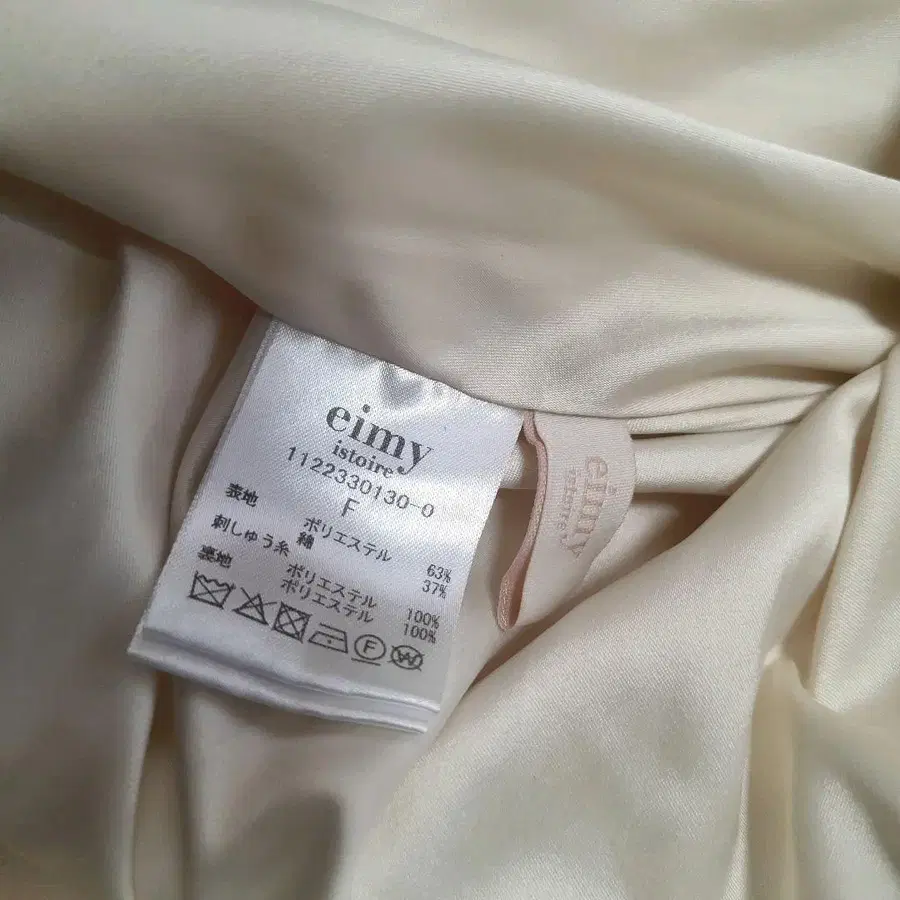 eimy
istoire
1122330130-0
F
表地 ポリエステル 63%
綿 37%
刺しゅう糸 ポリエステル 100%
裏地 ポリエステル 100%
F
W
eimy
istoire